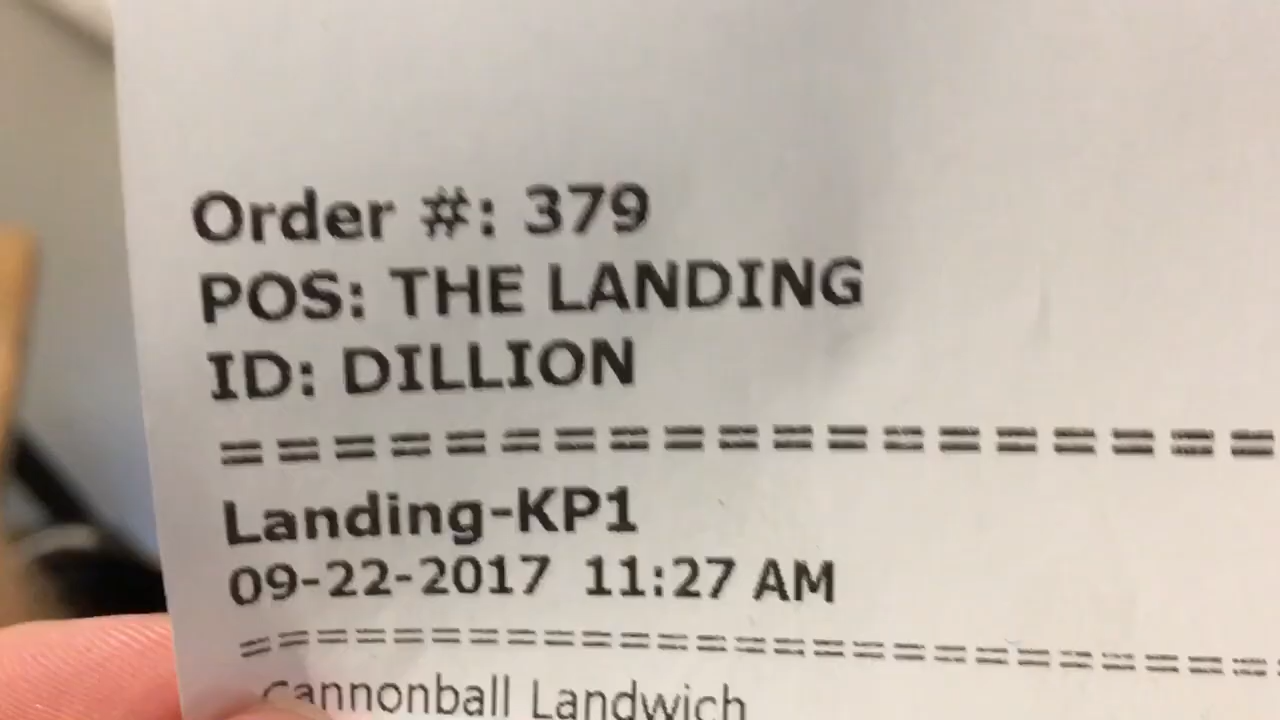 Order #: 379
POS: THE LANDING
ID: DILLION
====================
Landing-KP1
09-22-2017 11:27 AM
===========================
Cannonball Landwich